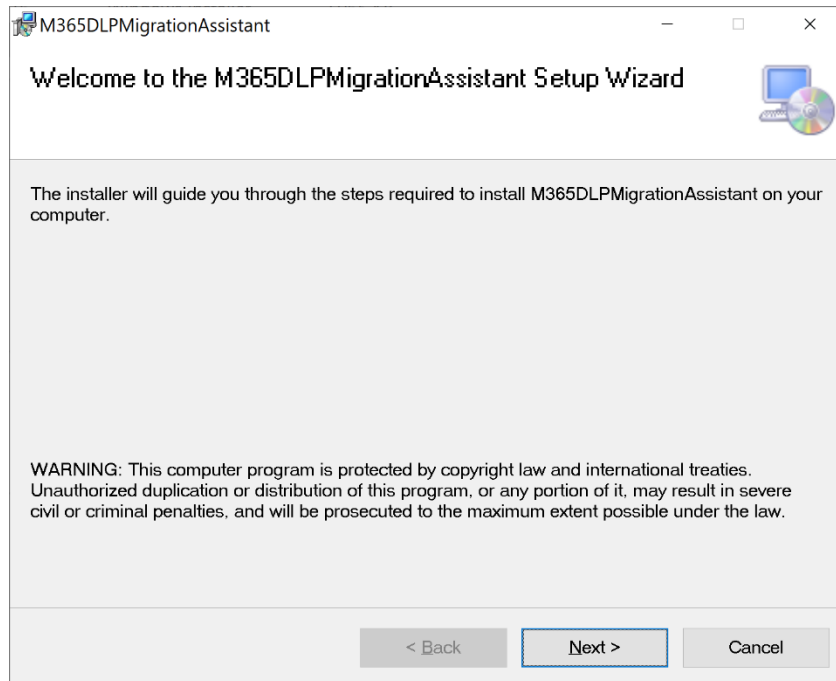 M365DLPMigrationAssistant
Welcome to the M365DLPMigrationAssistant Setup Wizard
The installer will guide you through the steps required to install M365DLPMigrationAssistant on your
computer.
WARNING: This computer program is protected by copyright law and international treaties.
Unauthorized duplication or distribution of this program, or any portion of it, may result in severe
civil or criminal penalties, and will be prosecuted to the maximum extent possible under the law.
< Back
Next >
Cancel